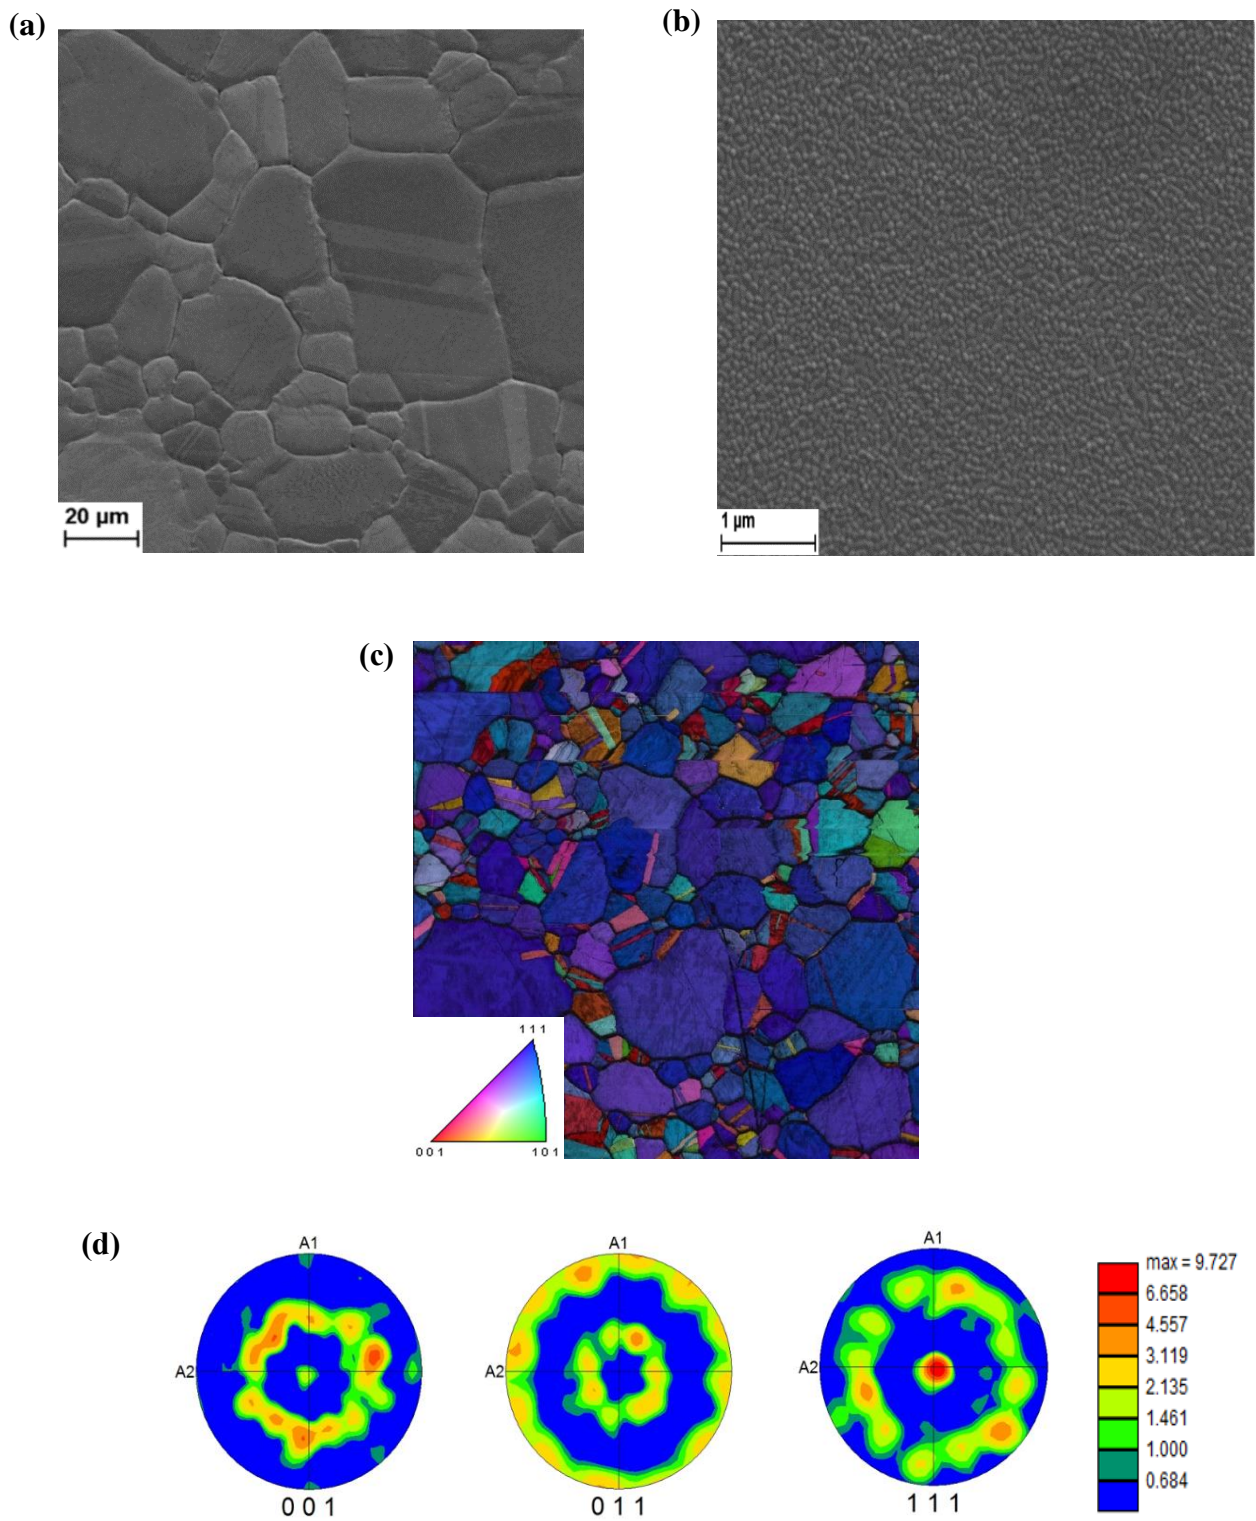 (a)
(b)
20 µm
1 µm
(c)
1 1 1
0 0 1
1 0 1
(d)
A1
A2
0 0 1
A1
A2
0 1 1
A1
A2
1 1 1
max = 9.727
6.658
4.557
3.119
2.135
1.461
1.000
0.684